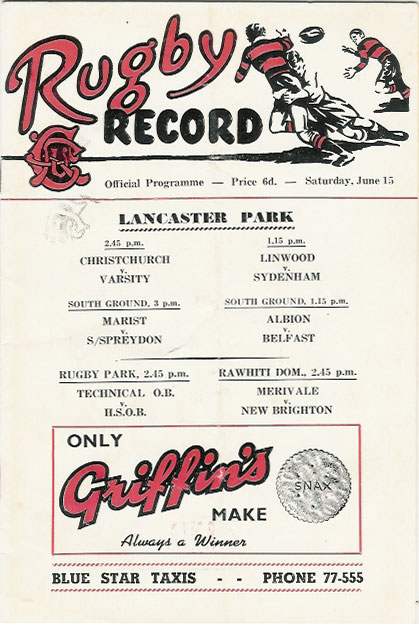 Rugby
RECORD
Official Programme — Price 6d. — Saturday, June 15
LANCASTER PARK
2.45 p.m.
CHRISTCHURCH
v.
VARSITY
1.15 p.m.
LINWOOD
v.
SYDENHAM
SOUTH GROUND, 3 p.m.
MARIST
v.
S/SPREYDON
SOUTH GROUND, 1.15 p.m.
ALBION
v.
BELFAST
RUGBY PARK, 2.45 p.m.
TECHNICAL O.B.
v.
H.S.O.B.
RAWHITI DOM., 2.45 p.m.
MERIVALE
v.
NEW BRIGHTON
ONLY
Griffin's
SNAX
MAKE
Always a Winner
BLUE STAR TAXIS - - PHONE 77-555